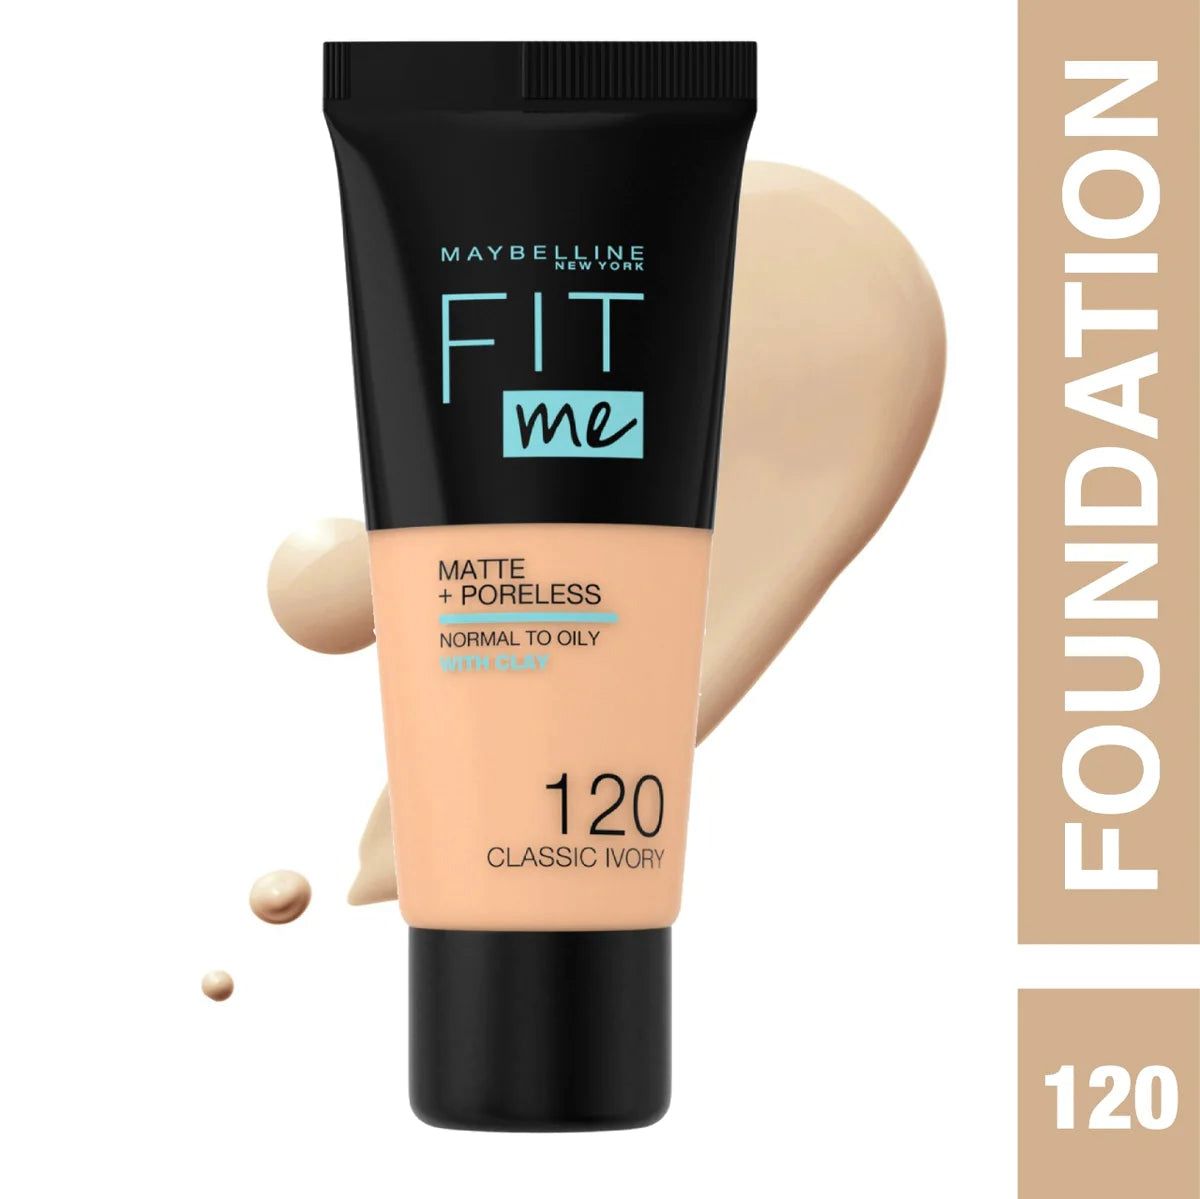 MAYBELLINE
NEW YORK
FIT
me
MATTE
+ PORELESS
NORMAL TO OILY
WITH CLAY
120
CLASSIC IVORY
FOUNDATION
120